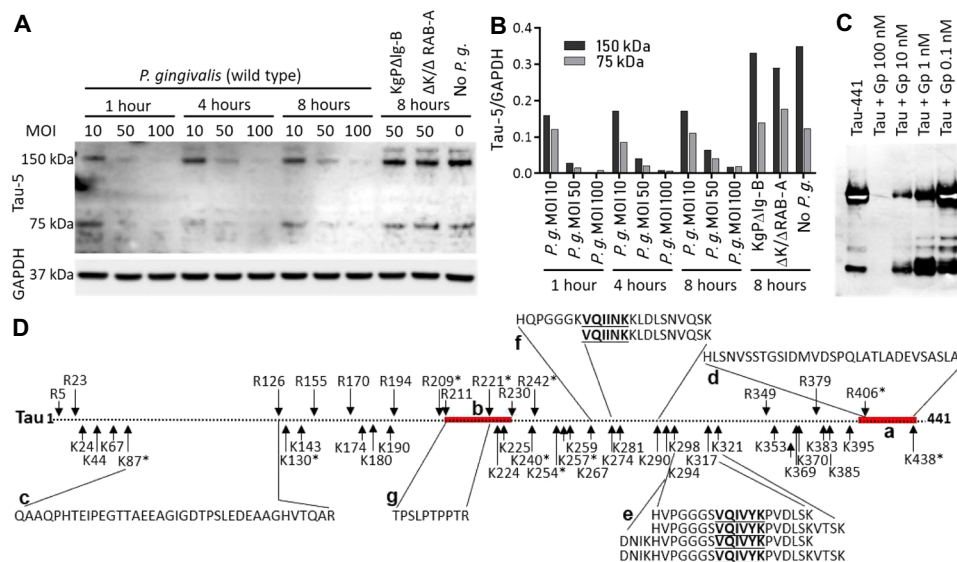 A
P. gingivalis (wild type)
KgPΔIg-B
ΔK/Δ RAB-A
No P. g.
1 hour 4 hours 8 hours 8 hours
MOI 10 50 100 10 50 100 10 50 100 50 50 0
Tau-5
150 kDa
75 kDa
GAPDH
37 kDa
B
Tau-5/GAPDH
0.4
0.3
0.2
0.1
0.0
150 kDa
75 kDa
P. g. MOI 10
P. g. MOI 50
P. g. MOI 100
P. g. MOI 10
P. g. MOI 50
P. g. MOI 100
P. g. MOI 10
P. g. MOI 50
P. g. MOI 100
KgPΔIg-B
ΔK/ΔRAB-A
No P. g.
1 hour 4 hours 8 hours 8 hours
C
Tau-441
Tau + Gp 100 nM
Tau + Gp 10 nM
Tau + Gp 1 nM
Tau + Gp 0.1 nM
D
HQPGGGKVQIINKKLDLSNVQSK
VQIINKKLDLSNVQSK
f
HLSNVSSTGSIDMVDSPQLATLADEVSASLA
d
R5 R23 R126 R155 R170 R194 R209* R211 R221* R230 R242* R349 R379 R406*
b
Tau 1 441
a
K24 K44 K67 K87* K130* K143 K174 K180 K190 K224 K225 K240* K254* K257* K259 K267 K274 K281 K290 K294 K298 K317 K321 K353 K369 K370 K383 K385 K395 K438*
c
QAAQPHTEIPEGTTAEEAGIGDTPSLEDEAAGHVTQAR
g
TPSLPTPPTR
e
HVPGGGSVQIVYKPVDLSK
HVPGGGSVQIVYKPVDLSKVTSK
DNIKHVPGGGSVQIVYKPVDLSK
DNIKHVPGGGSVQIVYKPVDLSKVTSK